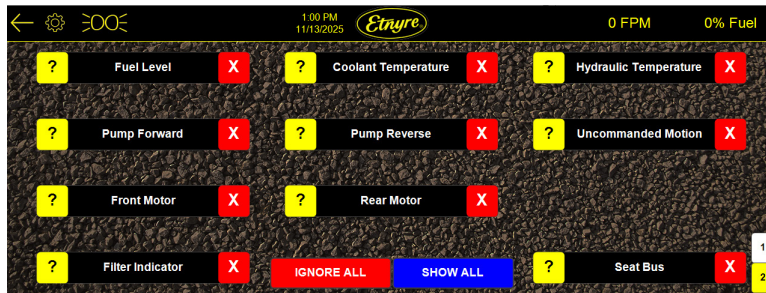 1:00 PM
11/13/2025
Etnyre
0 FPM
0% Fuel
? Fuel Level X
? Coolant Temperature X
? Hydraulic Temperature X
? Pump Forward X
? Pump Reverse X
? Uncommanded Motion X
? Front Motor X
? Rear Motor X
1
? Filter Indicator X
IGNORE ALL
SHOW ALL
? Seat Bus X
2